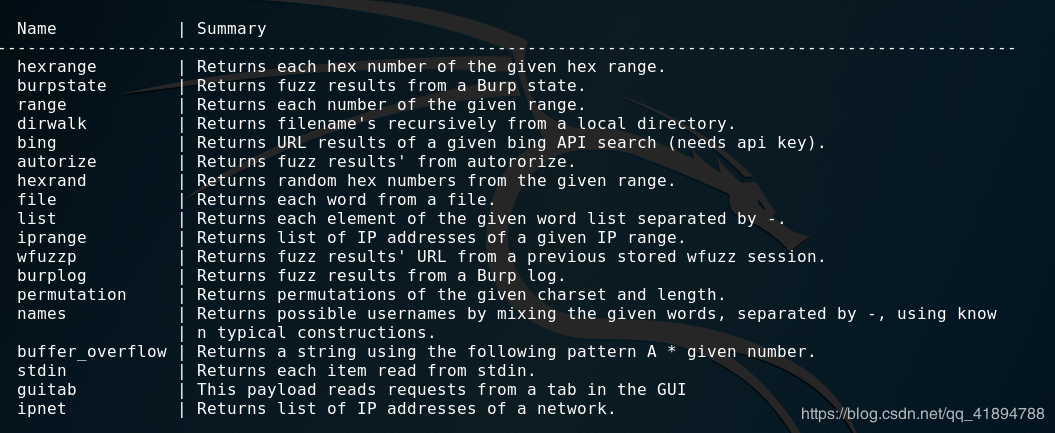 Name | Summary
------------------------------------------------------------------------------------------------------
hexrange | Returns each hex number of the given hex range.
burpstate | Returns fuzz results from a Burp state.
range | Returns each number of the given range.
dirwalk | Returns filename's recursively from a local directory.
bing | Returns URL results of a given bing API search (needs api key).
autorize | Returns fuzz results' from autororize.
hexrand | Returns random hex numbers from the given range.
file | Returns each word from a file.
list | Returns each element of the given word list separated by -.
iprange | Returns list of IP addresses of a given IP range.
wfuzzp | Returns fuzz results' URL from a previous stored wfuzz session.
burplog | Returns fuzz results from a Burp log.
permutation | Returns permutations of the given charset and length.
names | Returns possible usernames by mixing the given words, separated by -, using know
| n typical constructions.
buffer_overflow | Returns a string using the following pattern A * given number.
stdin | Returns each item read from stdin.
guitab | This payload reads requests from a tab in the GUI
ipnet | Returns list of IP addresses of a network.
https://blog.csdn.net/qq_41894788